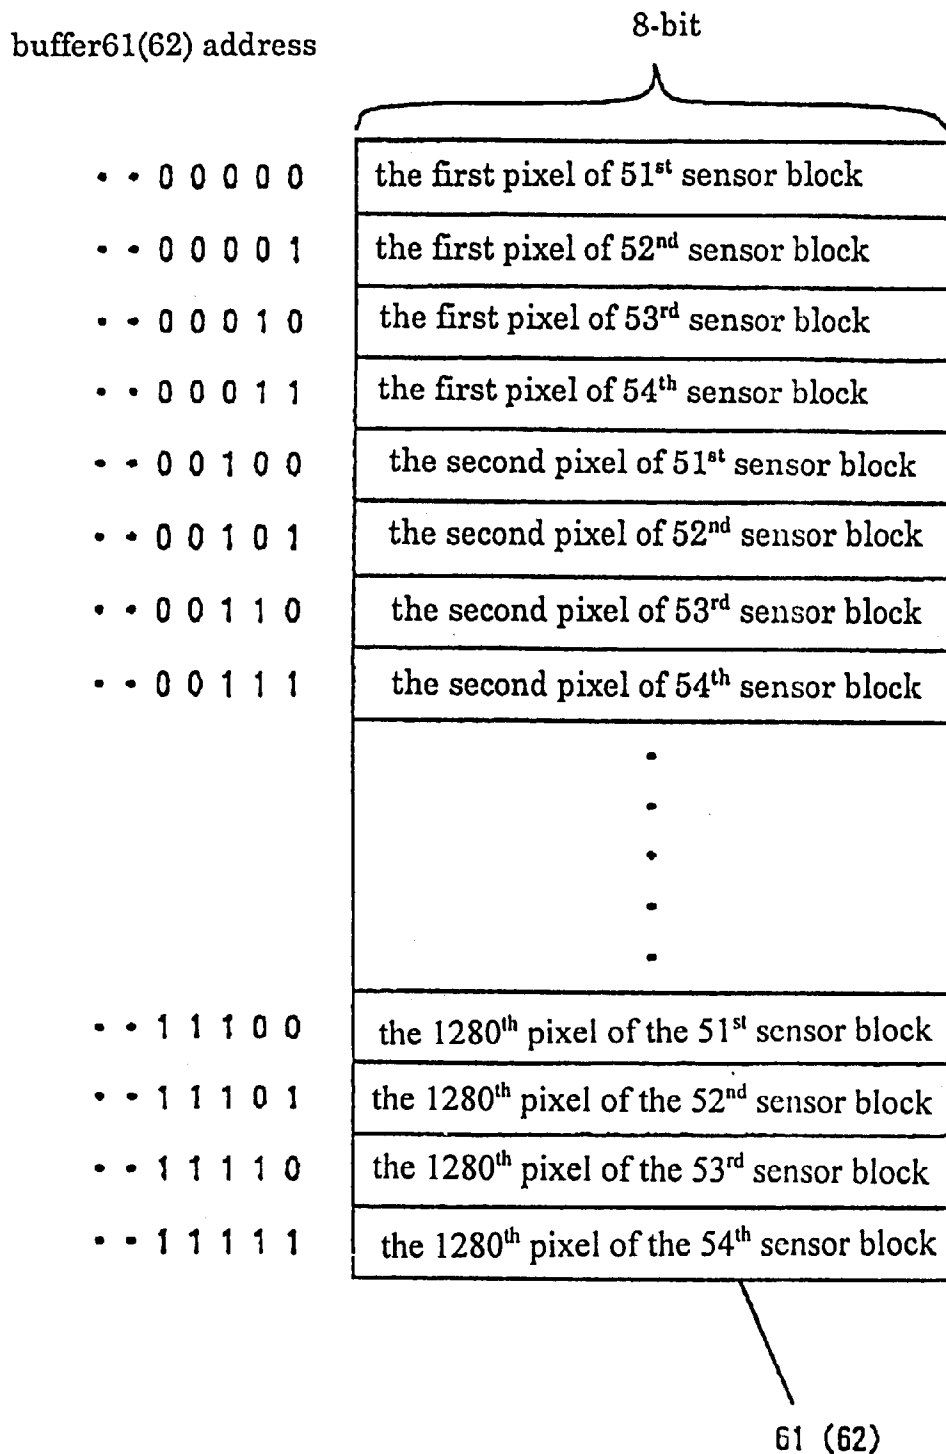 8-bit
buffer61(62) address
• • 0 0 0 0 0 the first pixel of 51st sensor block
• • 0 0 0 0 1 the first pixel of 52nd sensor block
• • 0 0 0 1 0 the first pixel of 53rd sensor block
• • 0 0 0 1 1 the first pixel of 54th sensor block
• • 0 0 1 0 0 the second pixel of 51st sensor block
• • 0 0 1 0 1 the second pixel of 52nd sensor block
• • 0 0 1 1 0 the second pixel of 53rd sensor block
• • 0 0 1 1 1 the second pixel of 54th sensor block
• • 1 1 1 0 0 the 1280th pixel of the 51st sensor block
• • 1 1 1 0 1 the 1280th pixel of the 52nd sensor block
• • 1 1 1 1 0 the 1280th pixel of the 53rd sensor block
• • 1 1 1 1 1 the 1280th pixel of the 54th sensor block
61 (62)